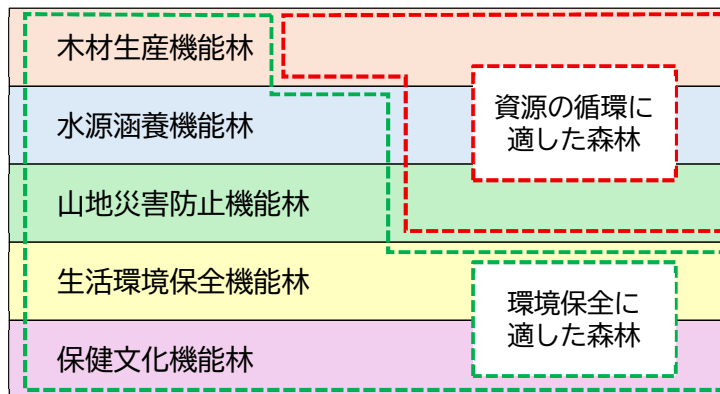 木材生産機能林
水源涵養機能林
山地災害防止機能林
生活環境保全機能林
保健文化機能林
資源の循環に
適した森林
環境保全に
適した森林